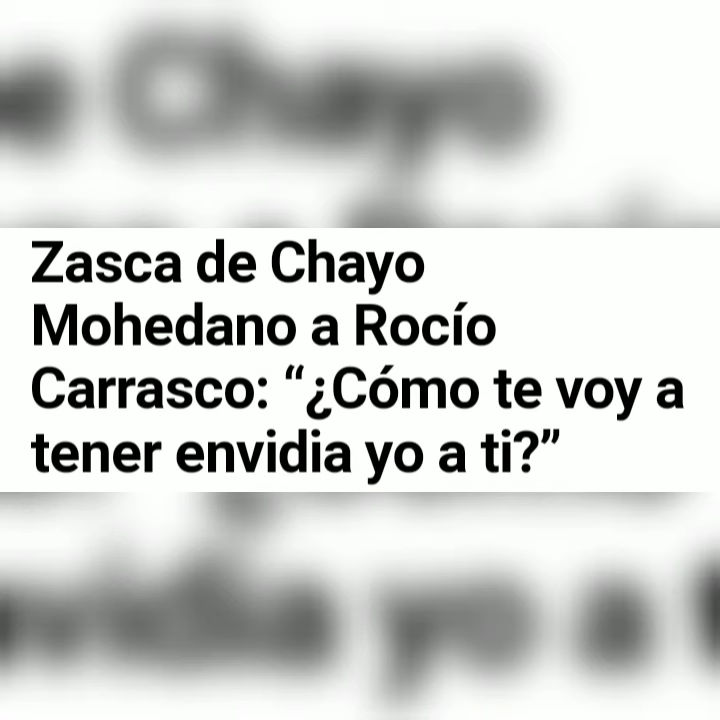 Zasca de Chayo
Mohedano a Rocío
Carrasco: “¿Cómo te voy a
tener envidia yo a ti?”